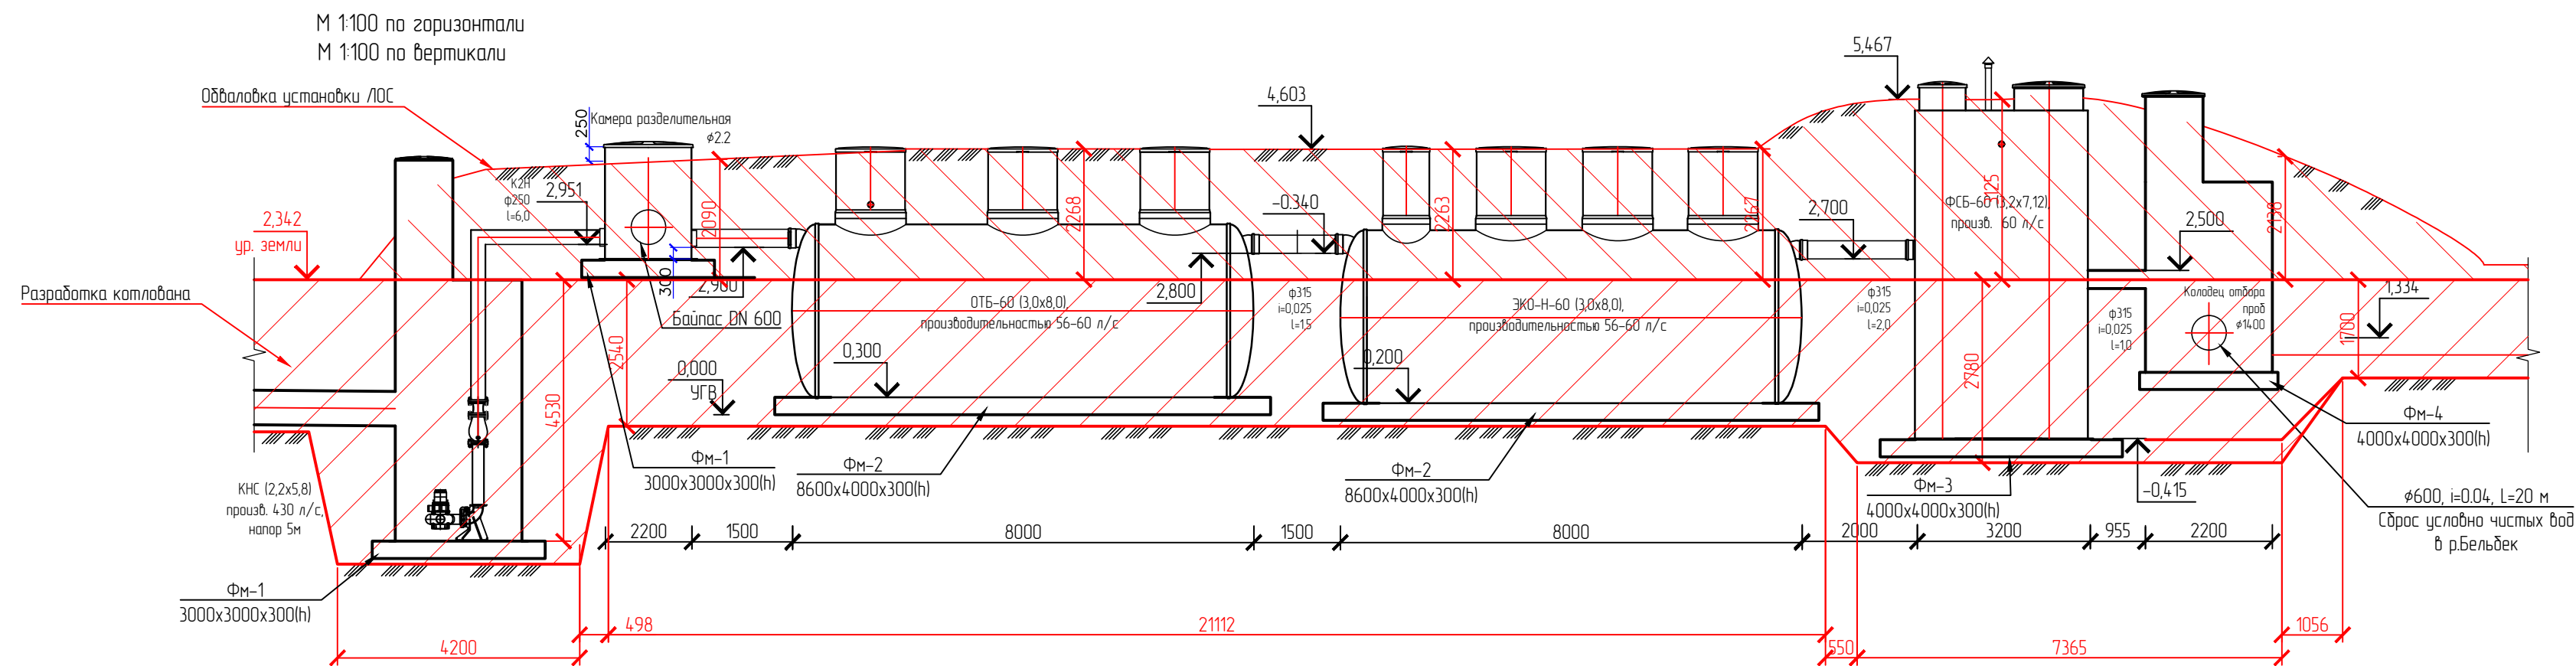 М 1:100 по горизонтали
М 1:100 по вертикали
Обваловка установки ЛОС
250
Камера разделительная
ø2.2
4,603
5,467
К2Н
ф250
l=6,0
2,951
2090
2268
-0.340
2263
2267
2,700
3125
ФСБ-60 (3,2х7,12),
произв. 60 л/с
2,500
2138
2,342
ур. земли
Разработка котлована
300
2,900
Байпас DN 600
ОТБ-60 (3,0х8,0),
производительностью 56-60 л/с
2,800
ф315
i=0,025
l=1.5
ЭКО-Н-60 (3,0х8,0),
производительностью 56-60 л/с
ф315
i=0,025
l=2,0
ф315
i=0,025
l=1.0
Колодец отбора
проб
ø1400
1,334
1700
4530
2540
0,000
УГВ
0,300
0,200
2780
Фм-1
3000х3000х300(h)
Фм-2
8600х4000х300(h)
Фм-2
8600х4000х300(h)
Фм-3
4000х4000х300(h)
-0,415
Фм-4
4000х4000х300(h)
ø600, i=0.04, L=20 м
Сброс условно чистых вод
в р.Бельбек
КНС (2,2х5,8)
произв. 430 л/с,
напор 5м
2200
1500
8000
1500
8000
2000
3200
955
2200
Фм-1
3000х3000х300(h)
498
21112
1056
4200
550
7365